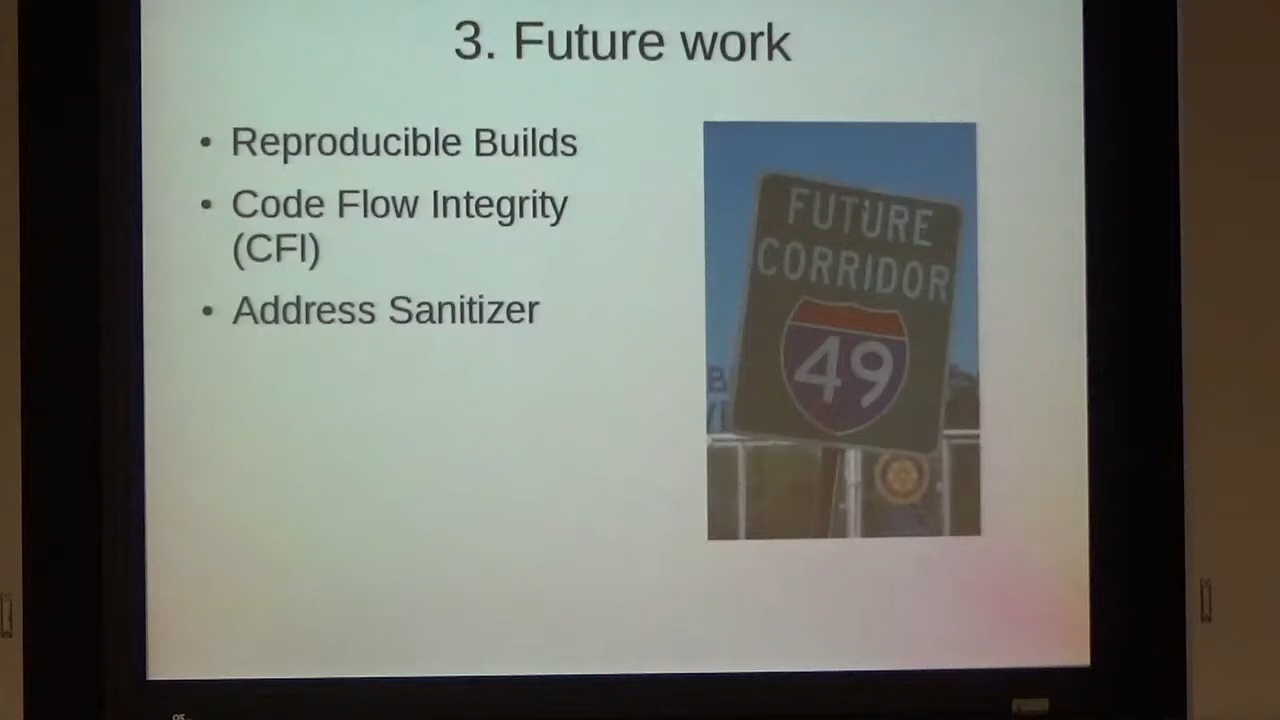 3. Future work
• Reproducible Builds
• Code Flow Integrity
(CFI)
• Address Sanitizer
FUTURE
CORRIDOR
49